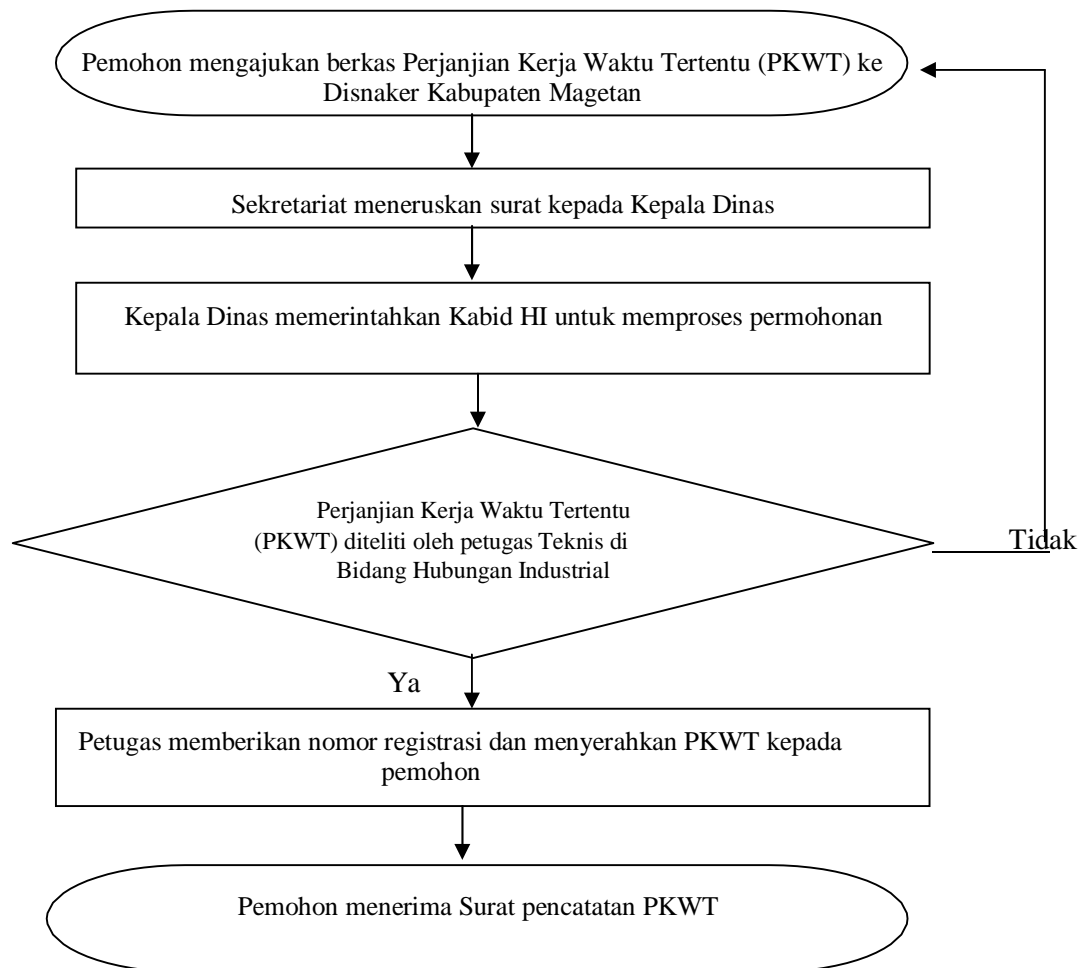 Pemohon mengajukan berkas Perjanjian Kerja Waktu Tertentu (PKWT) ke
Disnaker Kabupaten Magetan
Sekretariat meneruskan surat kepada Kepala Dinas
Kepala Dinas memerintahkan Kabid HI untuk memproses permohonan
Perjanjian Kerja Waktu Tertentu
(PKWT) diteliti oleh petugas Teknis di
Bidang Hubungan Industrial
Tidak
Ya
Petugas memberikan nomor registrasi dan menyerahkan PKWT kepada
pemohon
Pemohon menerima Surat pencatatan PKWT